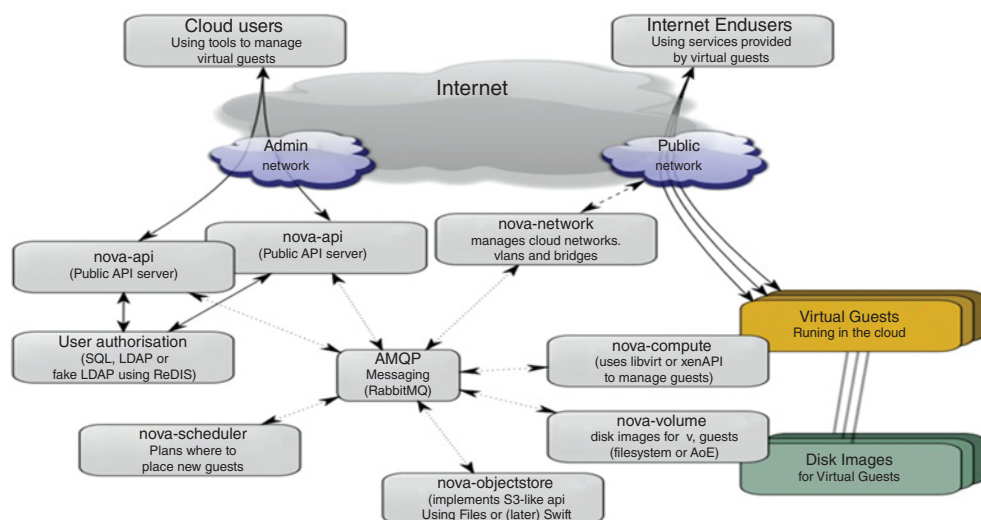 Cloud users
Using tools to manage
virtual guests
Internet Endusers
Using services provided
by virtual guests
Internet
Admin
network
Public
network
nova-api
(Public API server)
nova-api
(Public API server)
nova-network
manages cloud networks.
vlans and bridges
User authorisation
(SQL, LDAP or
fake LDAP using ReDIS)
AMQP
Messaging
(RabbitMQ)
nova-compute
(uses libvirt or xenAPI
to manage guests)
Virtual Guests
Runing in the cloud
nova-scheduler
Plans where to
place new guests
nova-volume
disk images for v, guests
(filesystem or AoE)
nova-objectstore
(implements S3-like api
Using Files or (later) Swift
Disk Images
for Virtual Guests